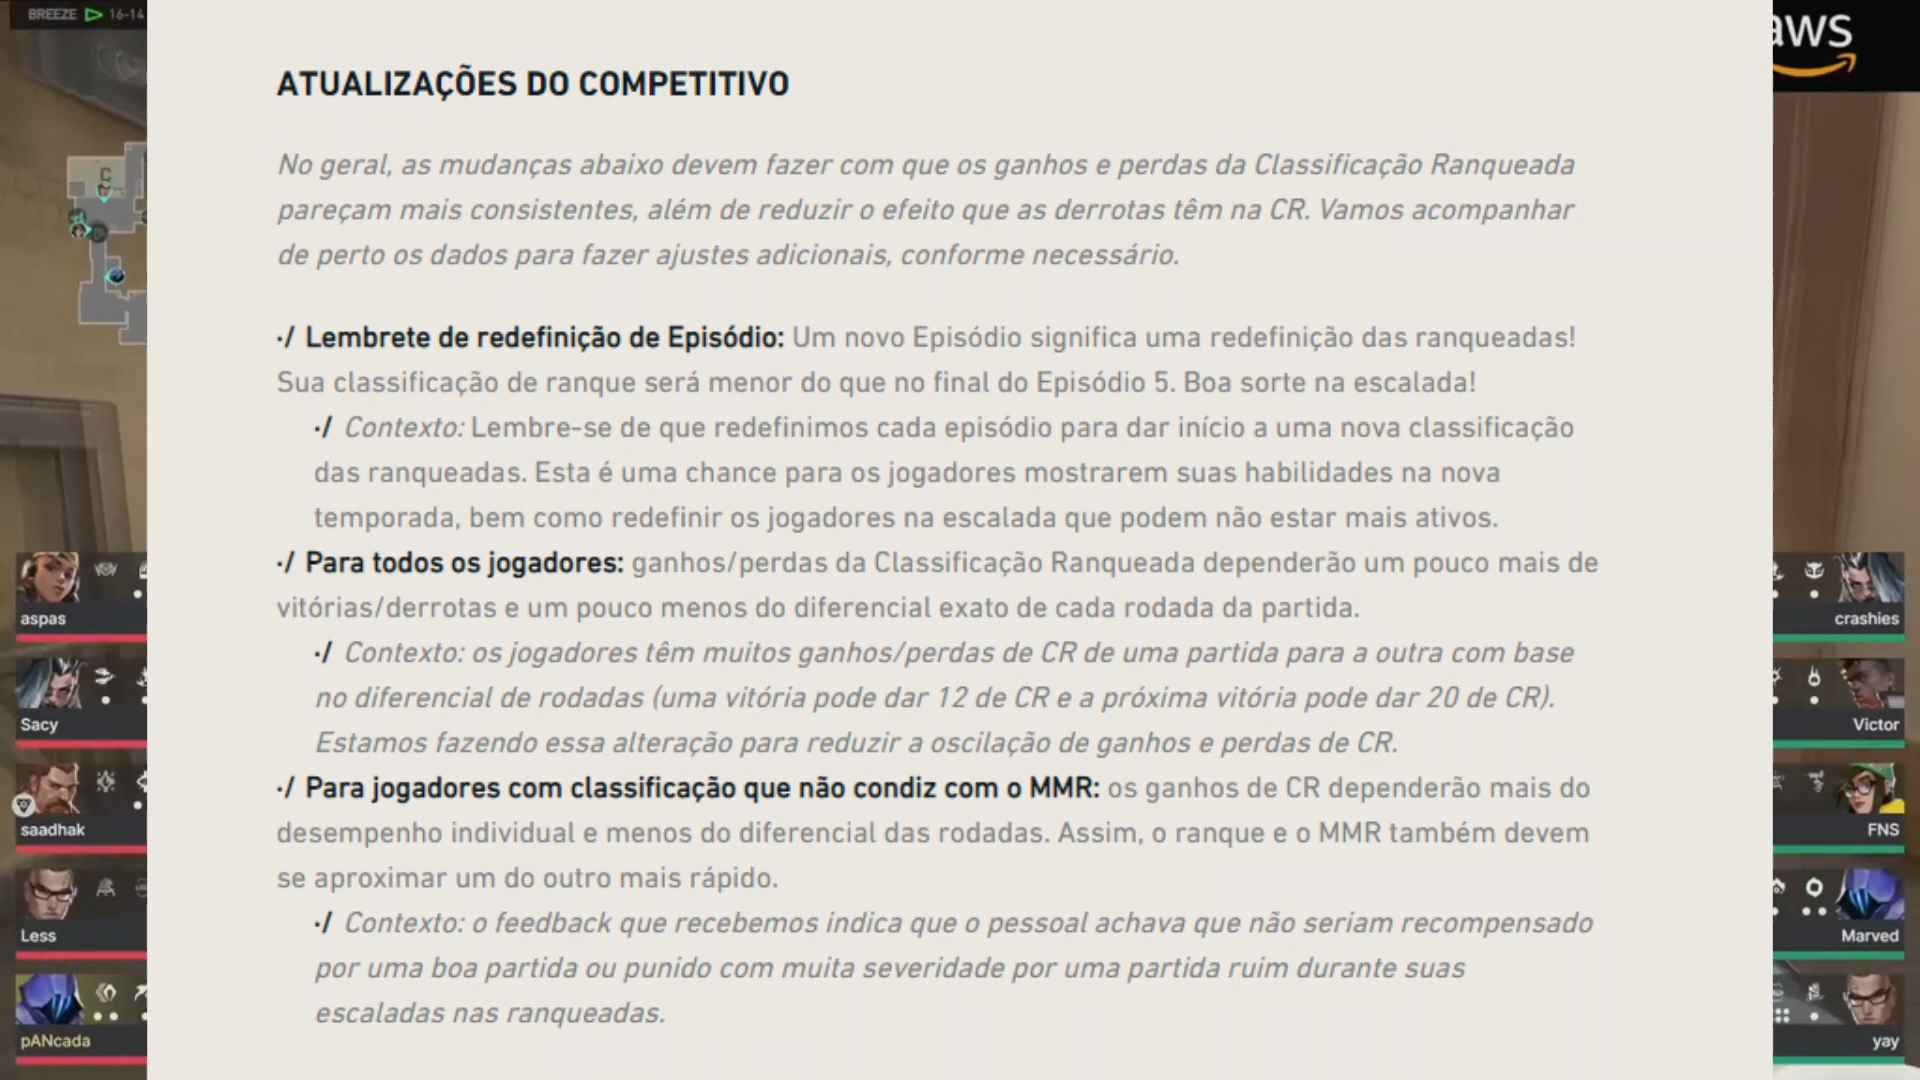 BREEZE 16-14
aws
ATUALIZAÇÕES DO COMPETITIVO
No geral, as mudanças abaixo devem fazer com que os ganhos e perdas da Classificação Ranqueada
pareçam mais consistentes, além de reduzir o efeito que as derrotas têm na CR. Vamos acompanhar
de perto os dados para fazer ajustes adicionais, conforme necessário.
·/ Lembrete de redefinição de Episódio: Um novo Episódio significa uma redefinição das ranqueadas!
Sua classificação de ranque será menor do que no final do Episódio 5. Boa sorte na escalada!
·/ Contexto: Lembre-se de que redefinimos cada episódio para dar início a uma nova classificação
das ranqueadas. Esta é uma chance para os jogadores mostrarem suas habilidades na nova
temporada, bem como redefinir os jogadores na escalada que podem não estar mais ativos.
·/ Para todos os jogadores: ganhos/perdas da Classificação Ranqueada dependerão um pouco mais de
vitórias/derrotas e um pouco menos do diferencial exato de cada rodada da partida.
·/ Contexto: os jogadores têm muitos ganhos/perdas de CR de uma partida para a outra com base
no diferencial de rodadas (uma vitória pode dar 12 de CR e a próxima vitória pode dar 20 de CR).
Estamos fazendo essa alteração para reduzir a oscilação de ganhos e perdas de CR.
·/ Para jogadores com classificação que não condiz com o MMR: os ganhos de CR dependerão mais do
desempenho individual e menos do diferencial das rodadas. Assim, o ranque e o MMR também devem
se aproximar um do outro mais rápido.
·/ Contexto: o feedback que recebemos indica que o pessoal achava que não seriam recompensado
por uma boa partida ou punido com muita severidade por uma partida ruim durante suas
escaladas nas ranqueadas.
C
aspas
Sacy
saadhak
Less
pANcada
crashies
Victor
FNS
Marved
yay